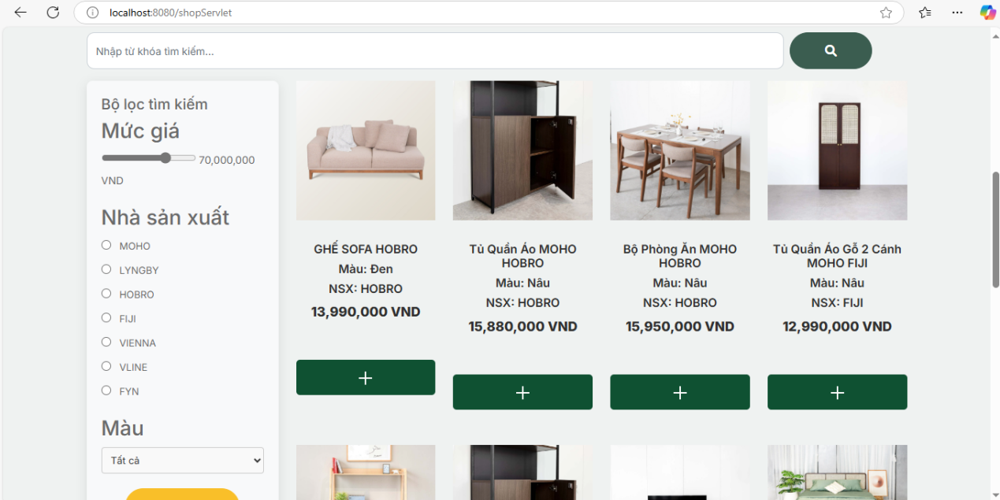 localhost:8080/shopServlet
Nhập từ khóa tìm kiếm...
Bộ lọc tìm kiếm
Mức giá
70,000,000
VND
Nhà sản xuất
MOHO
LYNGBY
HOBRO
FIJI
VIENNA
VLINE
FYN
Màu
Tất cả
GHẾ SOFA HOBRO
Màu: Đen
NSX: HOBRO
13,990,000 VND
+
Tủ Quần Áo MOHO
HOBRO
Màu: Nâu
NSX: HOBRO
15,880,000 VND
+
Bộ Phòng Ăn MOHO
HOBRO
Màu: Nâu
NSX: HOBRO
15,950,000 VND
+
Tủ Quần Áo Gỗ 2 Cánh
MOHO FIJI
Màu: Nâu
NSX: FIJI
12,990,000 VND
+